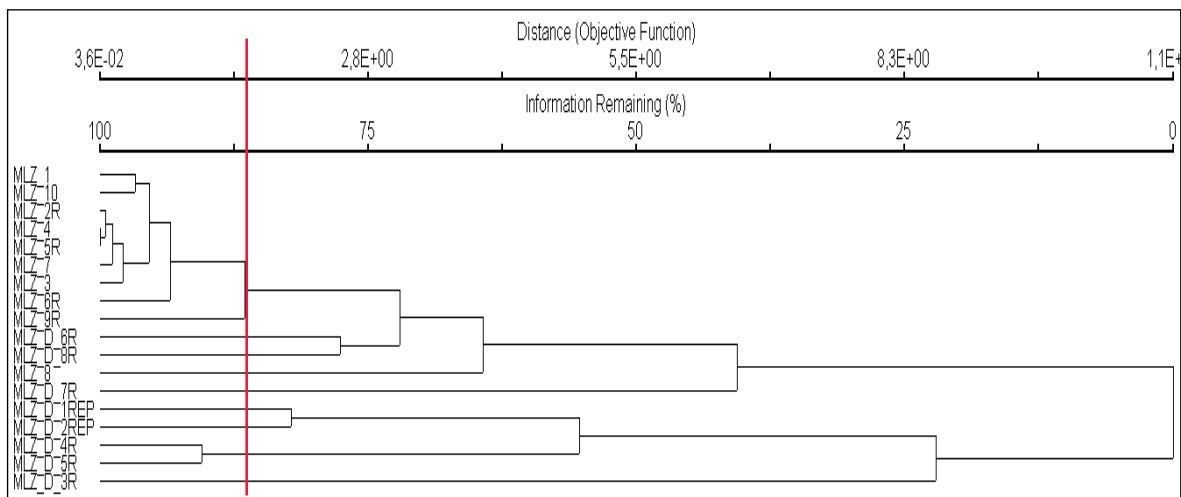 Distance (Objective Function)
3,6E-02 2,8E+00 5,5E+00 8,3E+00 1,1E+
Information Remaining (%)
100 75 50 25 0
MLZ_1
MLZ_10
MLZ_2R
MLZ_4
MLZ_5R
MLZ_7
MLZ_3
MLZ_6R
MLZ_9R
MLZ_D_6R
MLZ_D_8R
MLZ_8
MLZ_D_7R
MLZ_D_1REP
MLZ_D_2REP
MLZ_D_4R
MLZ_D_5R
MLZ_D_3R